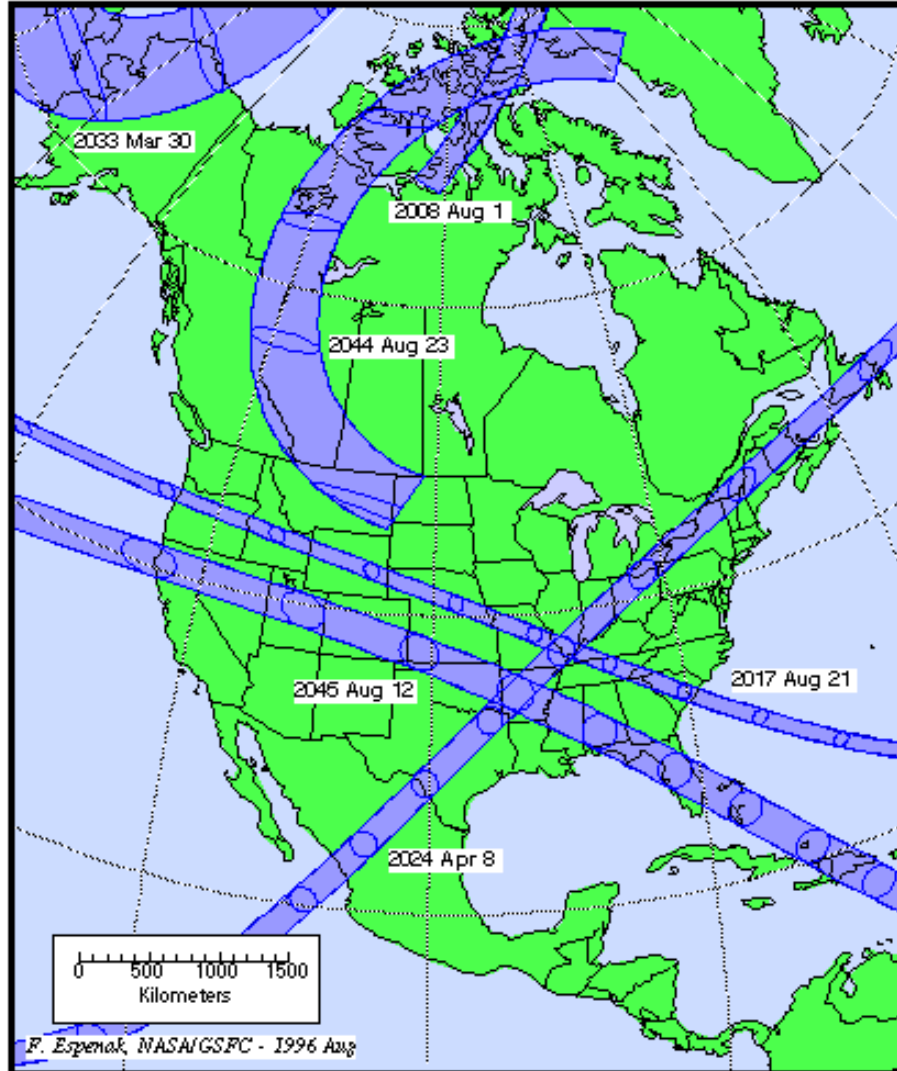 2033 Mar 30
2008 Aug 1
2044 Aug 23
2045 Aug 12
2017 Aug 21
2024 Apr 8
0 500 1000 1500
Kilometers
F. Espenak, NASA/GSFC - 1996 Aug